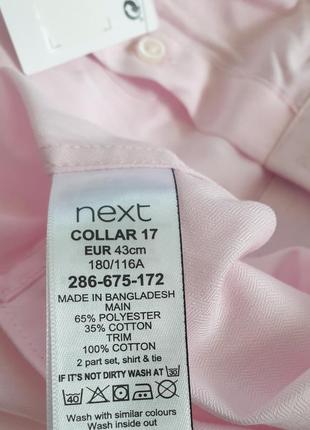 next
COLLAR 17
EUR 43cm
180/116A
286-675-172
MADE IN BANGLADESH
MAIN
65% POLYESTER
35% COTTON
TRIM
100% COTTON
2 part set, shirt & tie
IF IT'S NOT DIRTY WASH AT 30
40
Wash with similar colours
Wash inside out